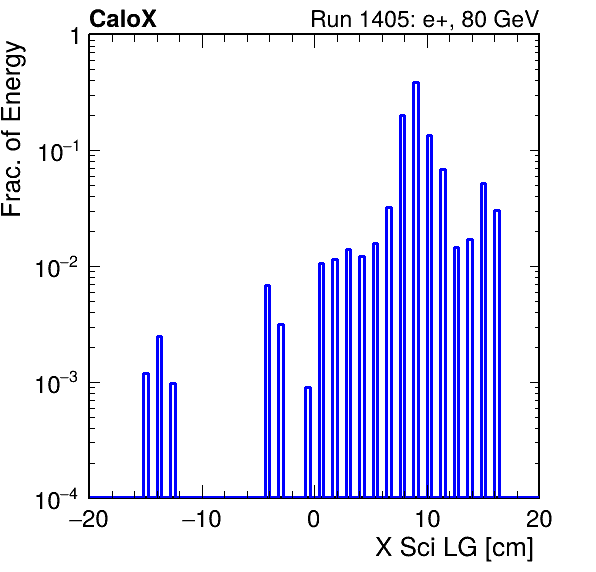 CaloX Run 1405: e+, 80 GeV
Frac. of Energy
1
10⁻¹
10⁻²
10⁻³
10⁻⁴
−20 −10 0 10 20
X Sci LG [cm]